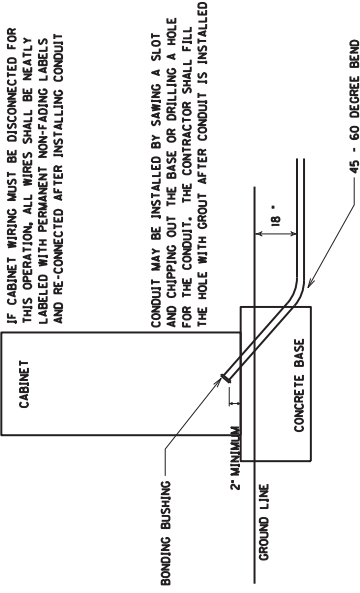 IF CABINET WIRING MUST BE DISCONNECTED FOR
THIS OPERATION, ALL WIRES SHALL BE NEATLY
LABELED WITH PERMANENT NON-FADING LABELS
AND RE-CONNECTED AFTER INSTALLING CONDUIT
CONDUIT MAY BE INSTALLED BY SAWING A SLOT
AND CHIPPING OUT THE BASE OR DRILLING A HOLE
FOR THE CONDUIT. THE CONTRACTOR SHALL FILL
THE HOLE WITH GROUT AFTER CONDUIT IS INSTALLED
CABINET
BONDING BUSHING
2" MINIMUM
GROUND LINE
CONCRETE BASE
18 "
45 - 60 DEGREE BEND